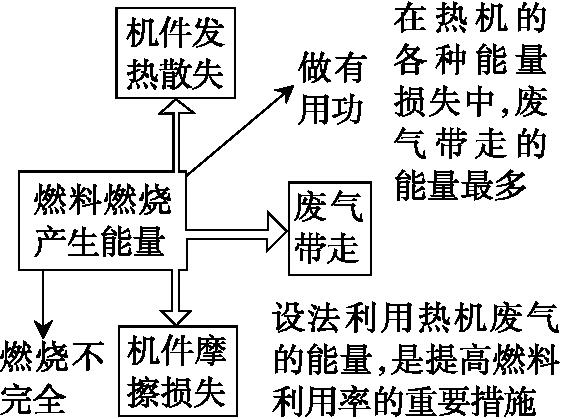 机件发
热散失
做有
用功
在热机的
各种能量
损失中,废
气带走的
能量最多
燃料燃烧
产生能量
废气
带走
燃烧不
完全
机件摩
擦损失
设法利用热机废气
的能量,是提高燃料
利用率的重要措施